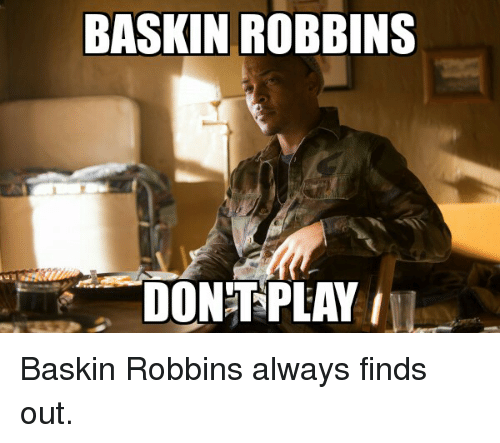 BASKIN ROBBINS
DON'T PLAY
Baskin Robbins always finds
out.